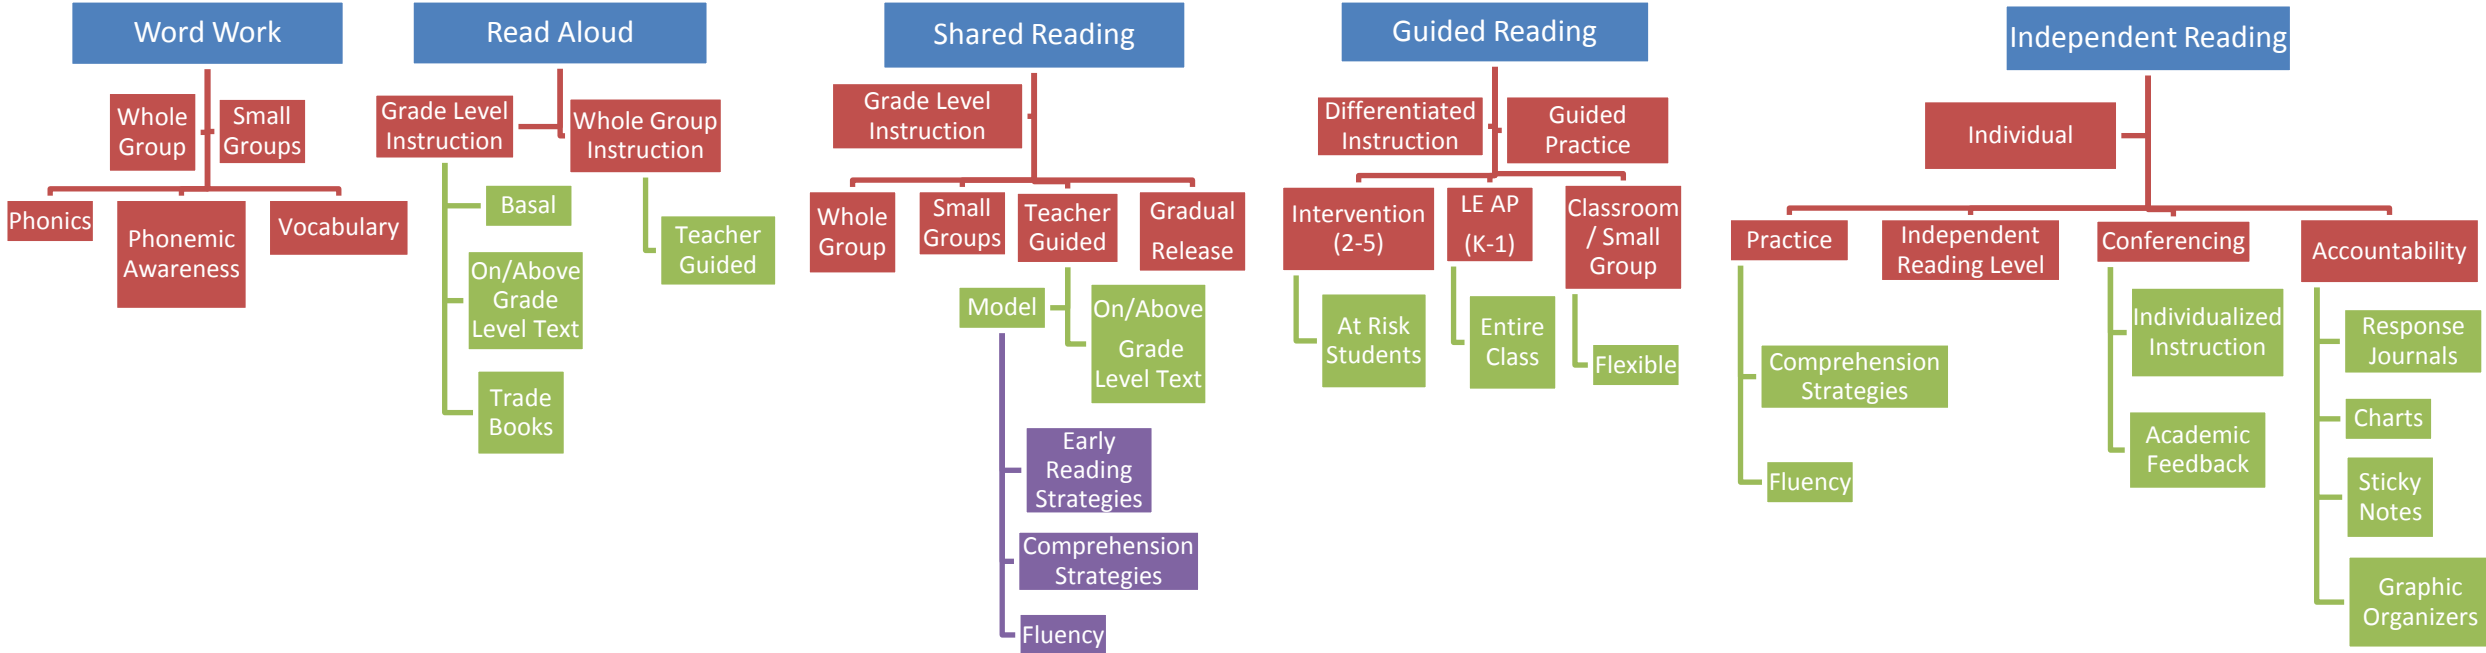 Word Work
Whole
Group
Small
Groups
Phonics
Phonemic
Awareness
Vocabulary
Read Aloud
Grade Level
Instruction
Basal
On/Above
Grade
Level Text
Trade
Books
Whole Group
Instruction
Teacher
Guided
Shared Reading
Grade Level
Instruction
Whole
Group
Small
Groups
Teacher
Guided
Model
Early
Reading
Strategies
Comprehension
Strategies
Fluency
On/Above
Grade
Level Text
Gradual
Release
Guided Reading
Differentiated
Instruction
Guided
Practice
Intervention
(2-5)
At Risk
Students
LE AP
(K-1)
Entire
Class
Classroom
/ Small
Group
Flexible
Independent Reading
Individual
Practice
Comprehension
Strategies
Fluency
Independent
Reading Level
Conferencing
Individualized
Instruction
Academic
Feedback
Accountability
Response
Journals
Charts
Sticky
Notes
Graphic
Organizers